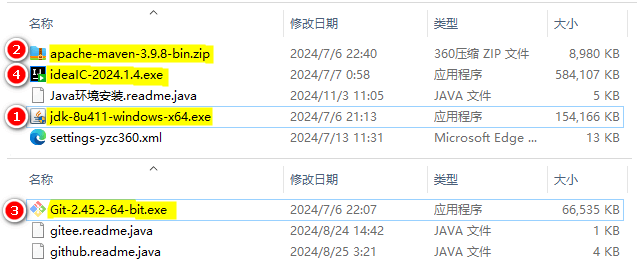 名称 修改日期 类型 大小
2 apache-maven-3.9.8-bin.zip 2024/7/6 22:40 360压缩 ZIP 文件 8,980 KB
4 ideaIC-2024.1.4.exe 2024/7/7 0:58 应用程序 584,107 KB
Java环境安装.readme.java 2024/11/3 11:05 JAVA 文件 5 KB
1 jdk-8u411-windows-x64.exe 2024/7/6 21:13 应用程序 154,166 KB
settings-yzc360.xml 2024/7/13 11:31 Microsoft Edge ... 13 KB
名称 修改日期 类型 大小
3 Git-2.45.2-64-bit.exe 2024/7/6 22:07 应用程序 66,535 KB
gitee.readme.java 2024/8/24 14:42 JAVA 文件 1 KB
github.readme.java 2024/8/25 3:21 JAVA 文件 4 KB